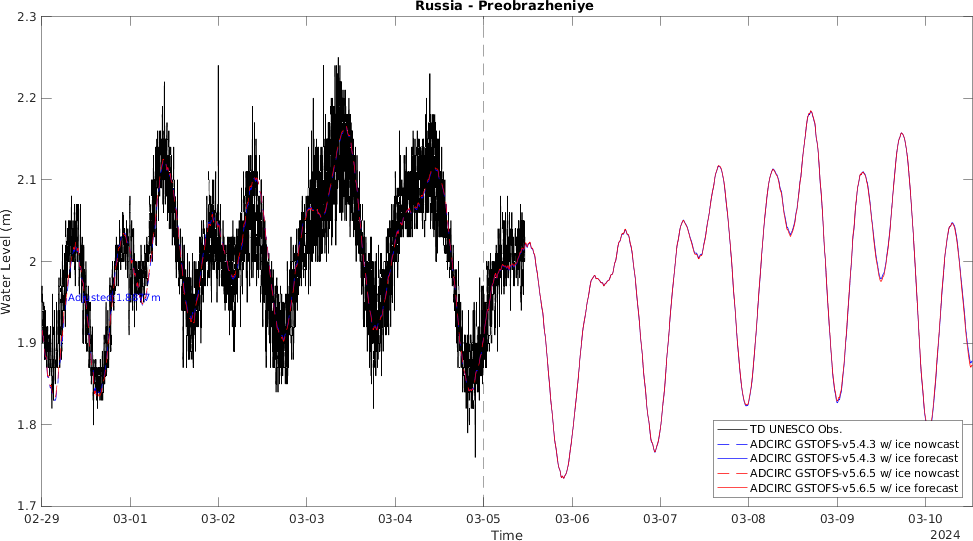 Russia - Preobrazheniye
2.3
2.2
2.1
2
1.9
1.8
1.7
Water Level (m)
02-29
03-01
03-02
03-03
03-04
03-05
03-06
03-07
03-08
03-09
03-10
Time
2024
TD UNESCO Obs.
ADCIRC GSTOFS-v5.4.3 w/ ice nowcast
ADCIRC GSTOFS-v5.4.3 w/ ice forecast
ADCIRC GSTOFS-v5.6.5 w/ ice nowcast
ADCIRC GSTOFS-v5.6.5 w/ ice forecast